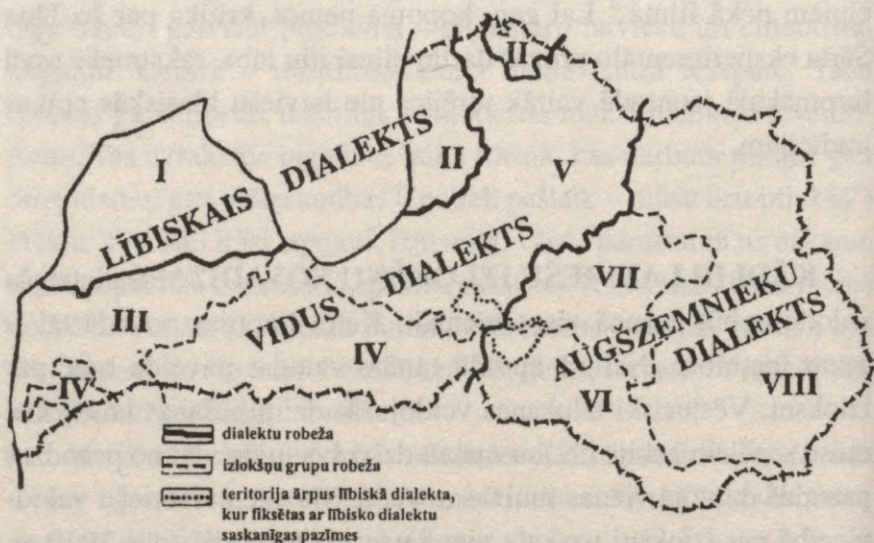 I
LĪBISKAIS DIALEKTS
II
II
V
III
VIDUS DIALEKTS
IV
IV
VII
AUGŠZEMNIEKU
DIALEKTS
VI
VIII
dialektu robeža
izlokšņu grupu robeža
teritorija ārpus lībiskā dialekta,
kur fiksētas ar lībisko dialektu
saskanīgas pazīmes